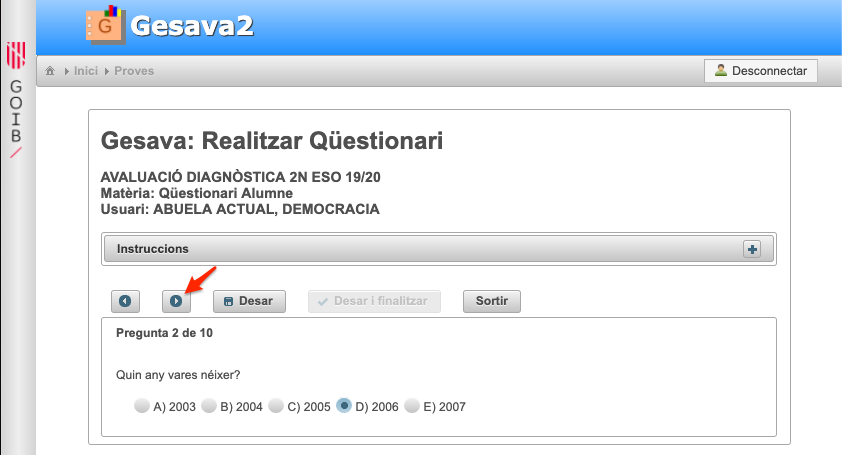 G
Gesava2
GOIB
Inici Proves
Desconnectar
Gesava: Realitzar Qüestionari
AVALUACIÓ DIAGNÒSTICA 2N ESO 19/20
Matèria: Qüestionari Alumne
Usuari: ABUELA ACTUAL, DEMOCRACIA
Instruccions
Desar Desar i finalitzar Sortir
Pregunta 2 de 10
Quin any vares néixer?
A) 2003 B) 2004 C) 2005 D) 2006 E) 2007